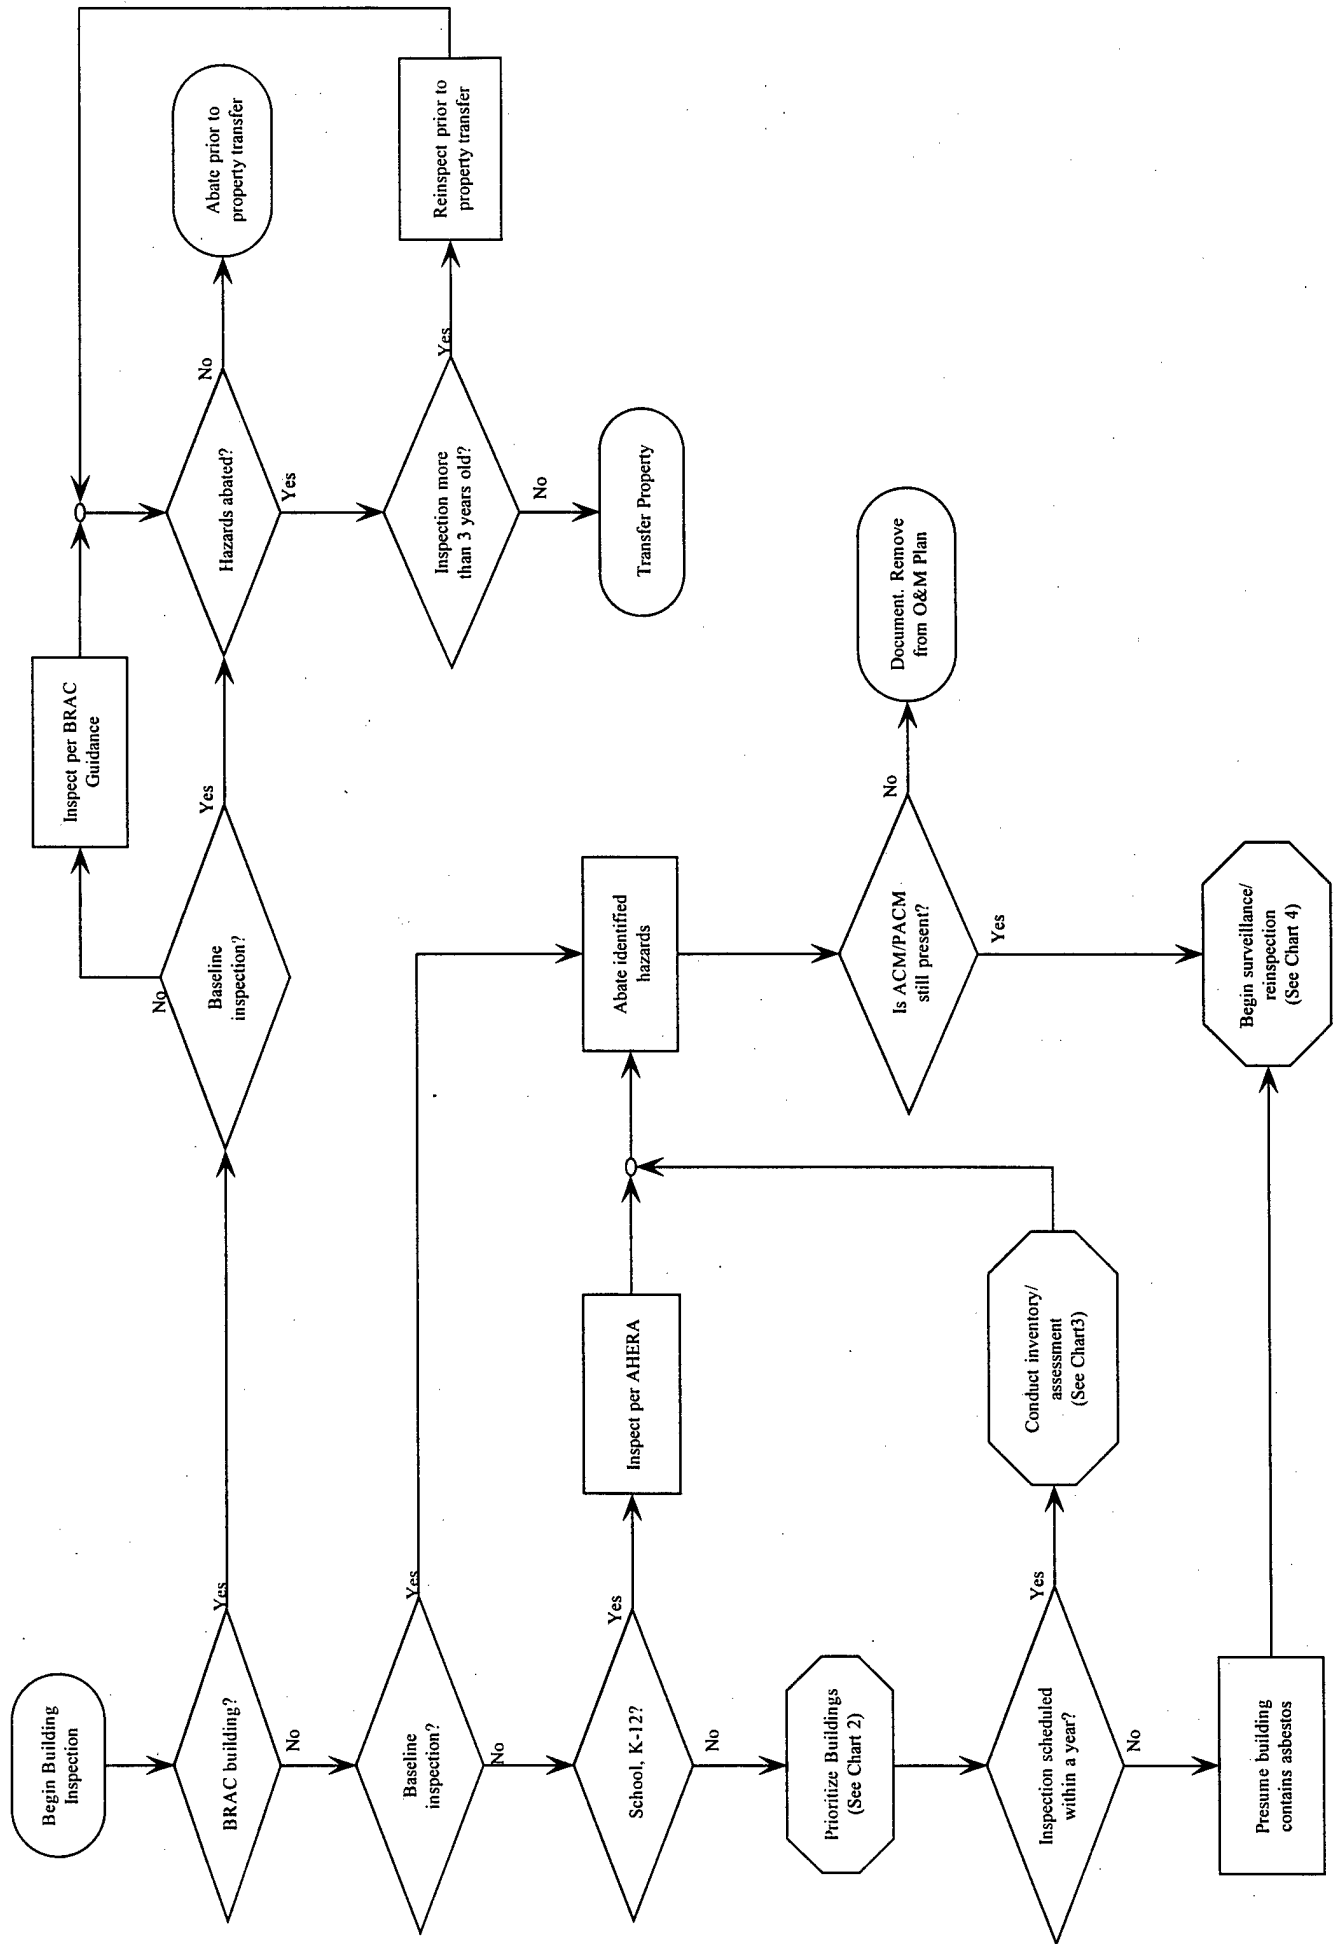 Begin Building
Inspection
BRAC building?
Yes
No
Baseline
inspection?
No
Yes
Inspect per BRAC
Guidance
Hazards abated?
No
Yes
Abate prior to
property transfer
Inspection more
than 3 years old?
Yes
No
Reinspect prior to
property transfer
Transfer Property
Baseline
inspection?
Yes
No
School, K-12?
Yes
No
Inspect per AHERA
Abate identified
hazards
Is ACM/PACM
still present?
No
Yes
Document. Remove
from O&M Plan
Prioritize Buildings
(See Chart 2)
Inspection scheduled
within a year?
Yes
No
Conduct inventory/
assessment
(See Chart3)
Presume building
contains asbestos
Begin surveillance/
reinspection
(See Chart 4)